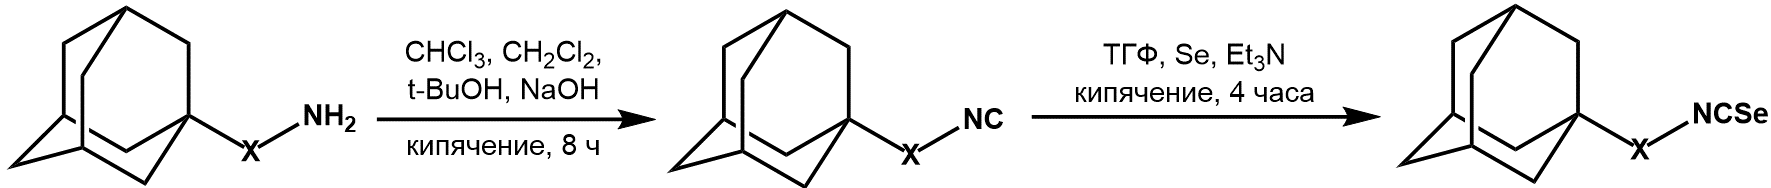 NH₂
X
CHCl₃, CH₂Cl₂,
t-BuOH, NaOH
кипячение, 8 ч
NC
X
ТГФ, Se, Et₃N
кипячение, 4 часа
NCSe
X